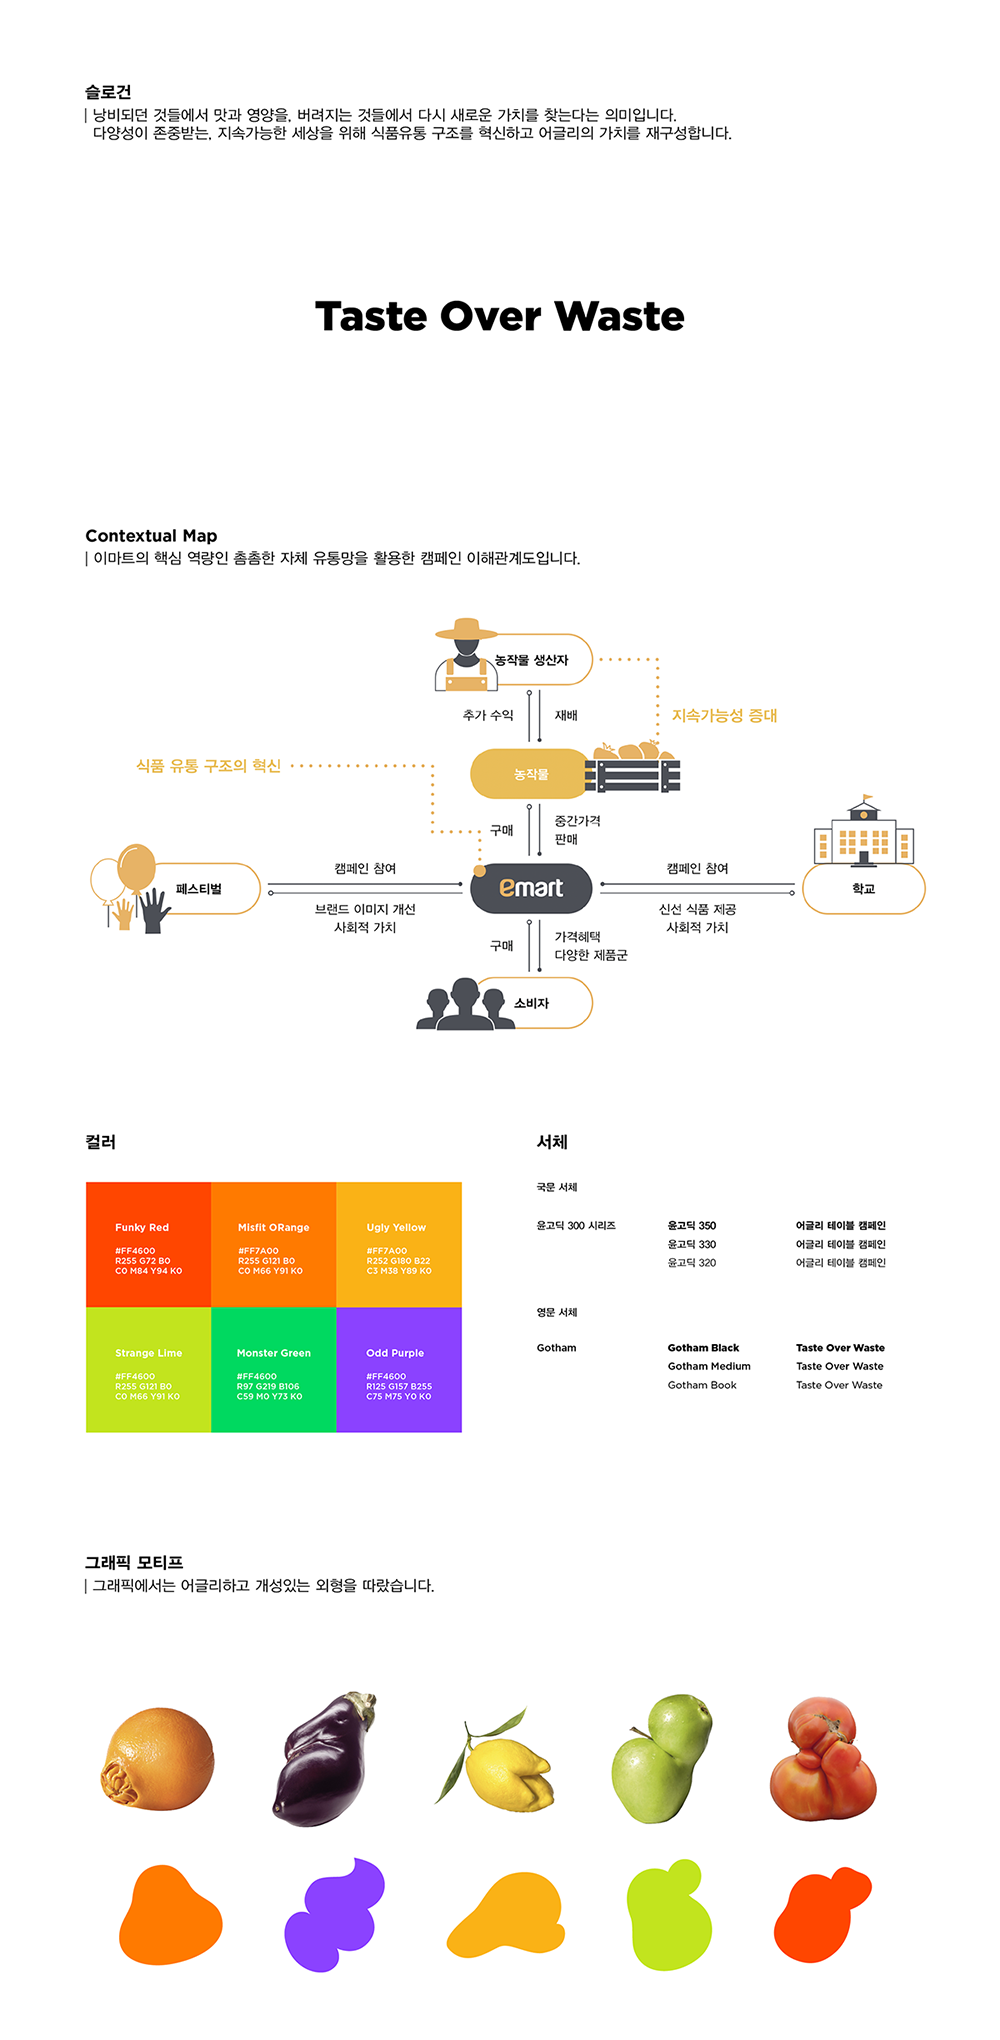 슬로건
낭비되던 것들에서 맛과 영양을, 버려지는 것들에서 다시 새로운 가치를 찾는다는 의미입니다.
다양성이 존중받는, 지속가능한 세상을 위해 식품유통 구조를 혁신하고 어글리의 가치를 재구성합니다.
Taste Over Waste
Contextual Map
이마트의 핵심 역량인 촘촘한 자체 유통망을 활용한 캠페인 이해관계도입니다.
농작물 생산자
추가 수익
재배
지속가능성 증대
식품 유통 구조의 혁신
농작물
구매
중간가격
판매
페스티벌
캠페인 참여
브랜드 이미지 개선
사회적 가치
emart
캠페인 참여
신선 식품 제공
사회적 가치
학교
구매
가격혜택
다양한 제품군
소비자
컬러
Funky Red
#FF4600
R255 G72 B0
C0 M84 Y94 K0
Misfit ORange
#FF7A00
R255 G121 B0
C0 M66 Y91 K0
Ugly Yellow
#FF7A00
R252 G180 B22
C3 M38 Y89 K0
Strange Lime
#FF4600
R255 G121 B0
C0 M66 Y91 K0
Monster Green
#FF4600
R97 G219 B106
C59 M0 Y73 K0
Odd Purple
#FF4600
R125 G157 B255
C75 M75 Y0 K0
서체
국문 서체
윤고딕 300 시리즈
윤고딕 350
어글리 테이블 캠페인
윤고딕 330
어글리 테이블 캠페인
윤고딕 320
어글리 테이블 캠페인
영문 서체
Gotham
Gotham Black
Taste Over Waste
Gotham Medium
Taste Over Waste
Gotham Book
Taste Over Waste
그래픽 모티프
그래픽에서는 어글리하고 개성있는 외형을 따랐습니다.